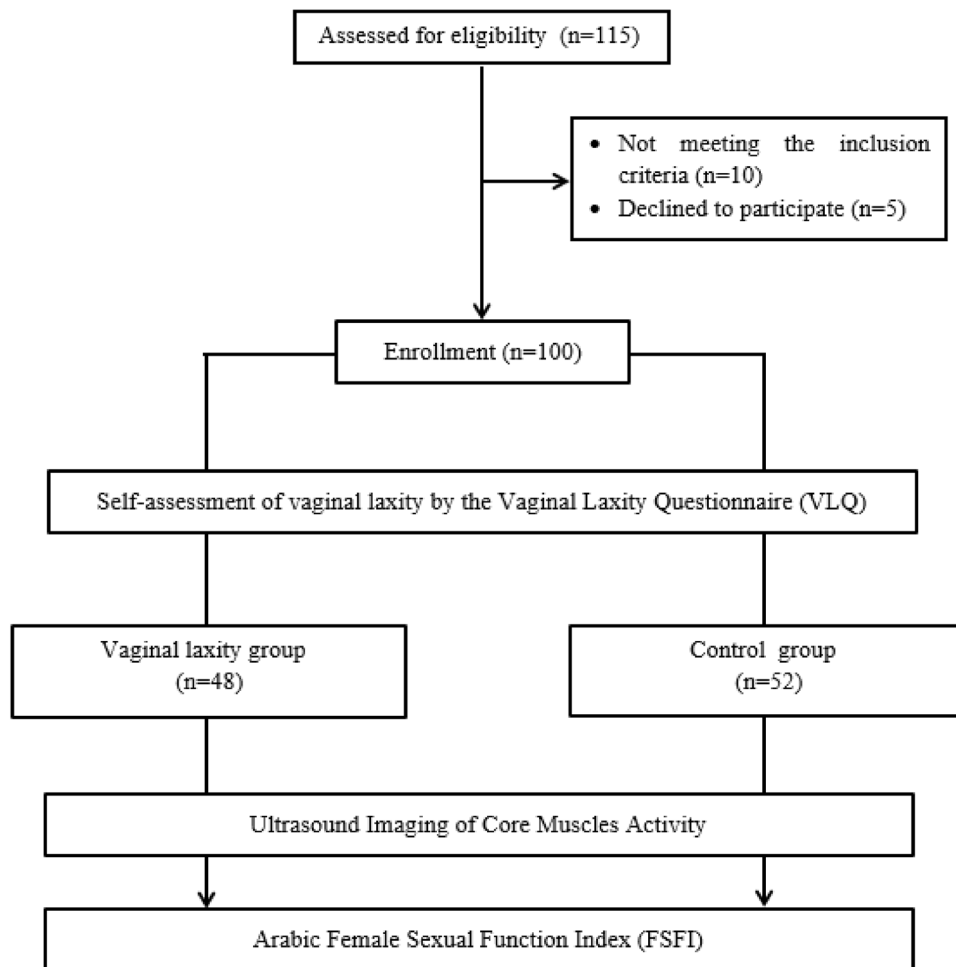 Assessed for eligibility (n=115)
• Not meeting the inclusion
criteria (n=10)
• Declined to participate (n=5)
Enrollment (n=100)
Self-assessment of vaginal laxity by the Vaginal Laxity Questionnaire (VLQ)
Vaginal laxity group
(n=48)
Control group
(n=52)
Ultrasound Imaging of Core Muscles Activity
Arabic Female Sexual Function Index (FSFI)